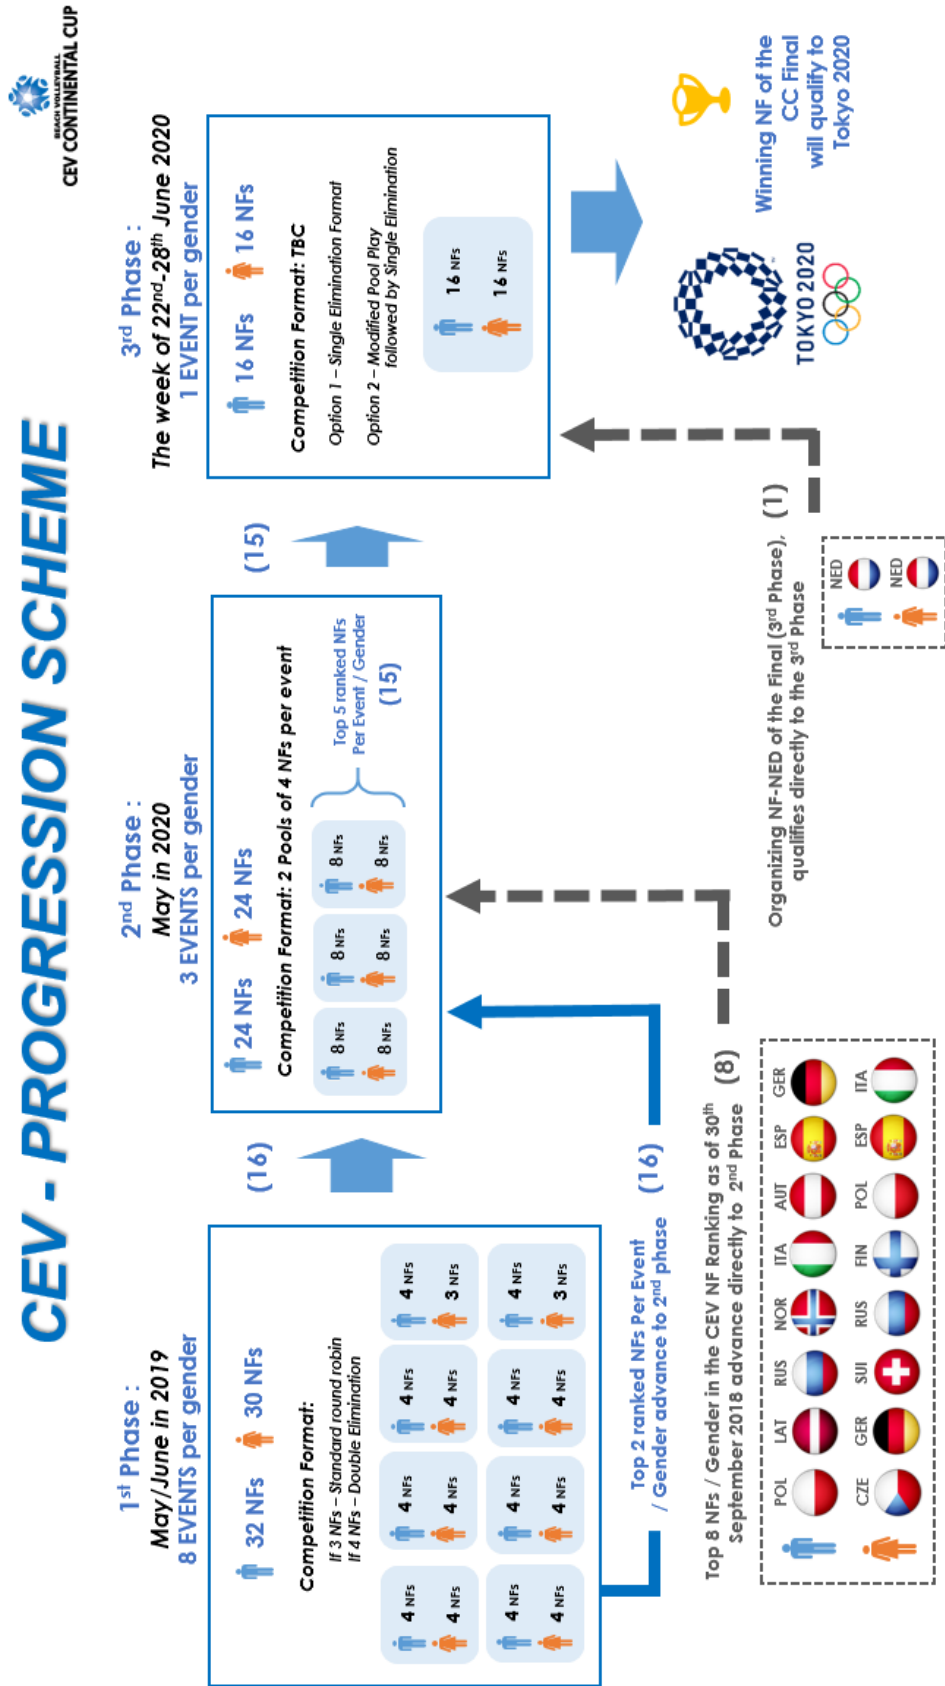 BEACH VOLLEYBALL
CEV CONTINENTAL CUP
CEV - PROGRESSION SCHEME
1st Phase :
May/June in 2019
8 EVENTS per gender
32 NFs 30 NFs
Competition Format:
If 3 NFs – Standard round robin
If 4 NFs – Double Elimination
4 NFs 4 NFs 4 NFs 4 NFs
4 NFs 4 NFs 4 NFs 3 NFs
4 NFs 4 NFs 4 NFs 4 NFs
4 NFs 4 NFs 4 NFs 3 NFs
(16)
Top 2 ranked NFs Per Event
/ Gender advance to 2nd phase
(16)
2nd Phase :
May in 2020
3 EVENTS per gender
24 NFs 24 NFs
Competition Format: 2 Pools of 4 NFs per event
8 NFs 8 NFs 8 NFs
8 NFs 8 NFs 8 NFs
Top 5 ranked NFs
Per Event / Gender
(15)
(15)
3rd Phase :
The week of 22nd-28th June 2020
1 EVENT per gender
16 NFs 16 NFs
Competition Format: TBC
Option 1 – Single Elimination Format
Option 2 – Modified Pool Play
followed by Single Elimination
16 NFs
16 NFs
Top 8 NFs / Gender in the CEV NF Ranking as of 30th
September 2018 advance directly to 2nd Phase
(8)
POL LAT RUS NOR ITA AUT ESP GER
CZE GER SUI RUS FIN POL ESP ITA
Organizing NF-NED of the Final (3rd Phase),
qualifies directly to the 3rd Phase
(1)
NED
NED
TOKYO 2020
Winning NF of the
CC Final
will qualify to
Tokyo 2020